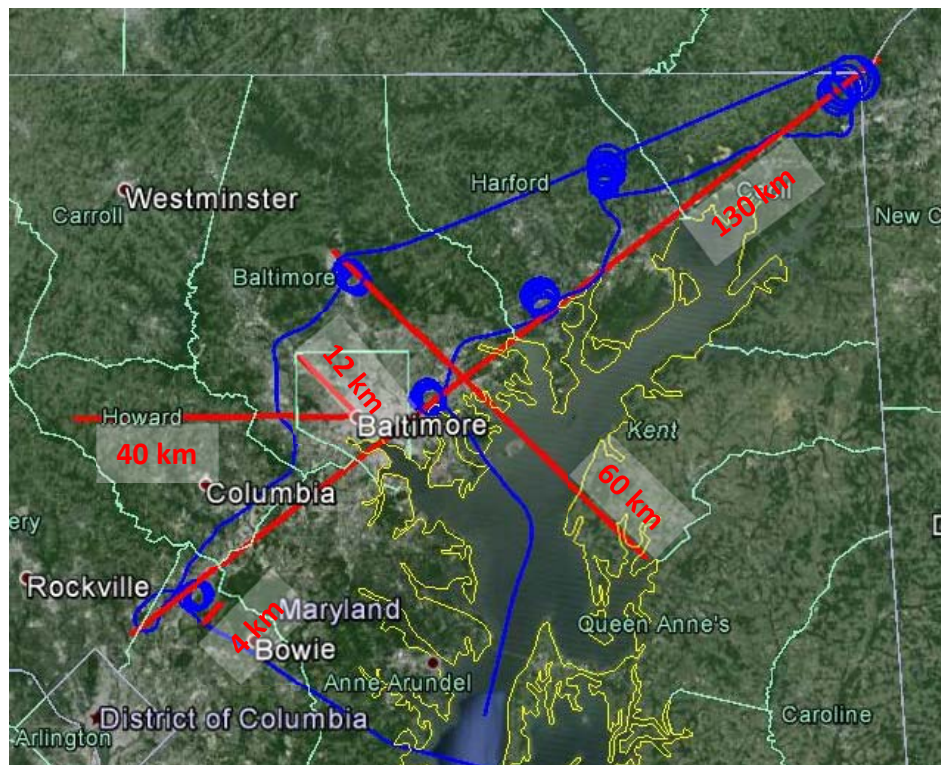 Westminster
Carroll
Harford
Cecil
130 km
New C
Baltimore
12 km
Howard
Baltimore
40 km
Kent
Columbia
60 km
ery
D
Rockville
4 km
Maryland
Queen Anne's
Bowie
Anne Arundel
District of Columbia
Arlington
Caroline